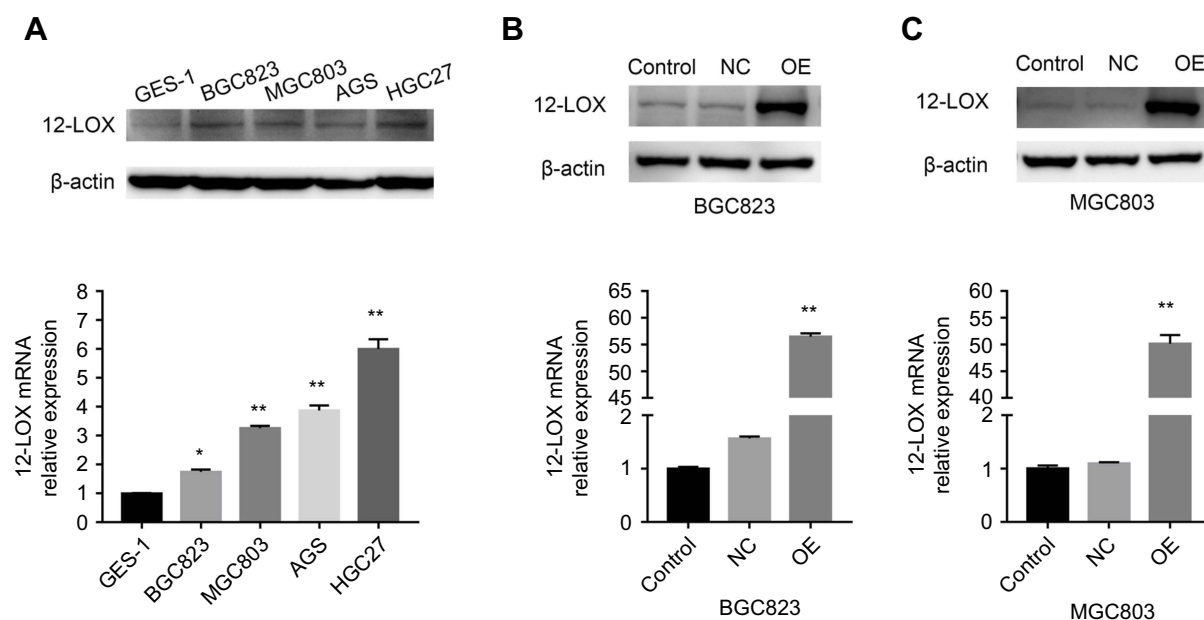 A
GES-1 BGC823 MGC803 AGS HGC27
12-LOX
β-actin
12-LOX mRNA
relative expression
8
7
6
5
4
3
2
1
0
*
**
**
**
GES-1 BGC823 MGC803 AGS HGC27
B
Control NC OE
12-LOX
β-actin
BGC823
12-LOX mRNA
relative expression
65
60
55
50
45
2
1
0
**
Control NC OE
BGC823
C
Control NC OE
12-LOX
β-actin
MGC803
12-LOX mRNA
relative expression
60
55
50
45
40
2
1
0
**
Control NC OE
MGC803